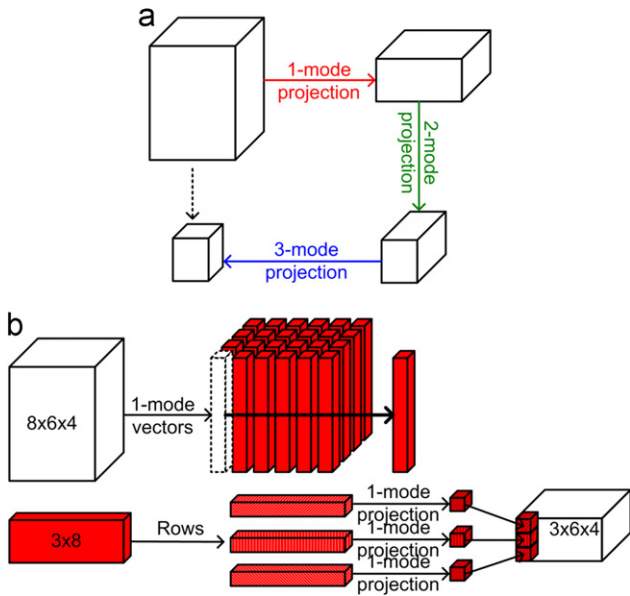 a
1-mode
projection
2-mode
projection
3-mode
projection
b
8x6x4
1-mode
vectors
3x8
Rows
1-mode
projection
1-mode
projection
1-mode
projection
3x6x4